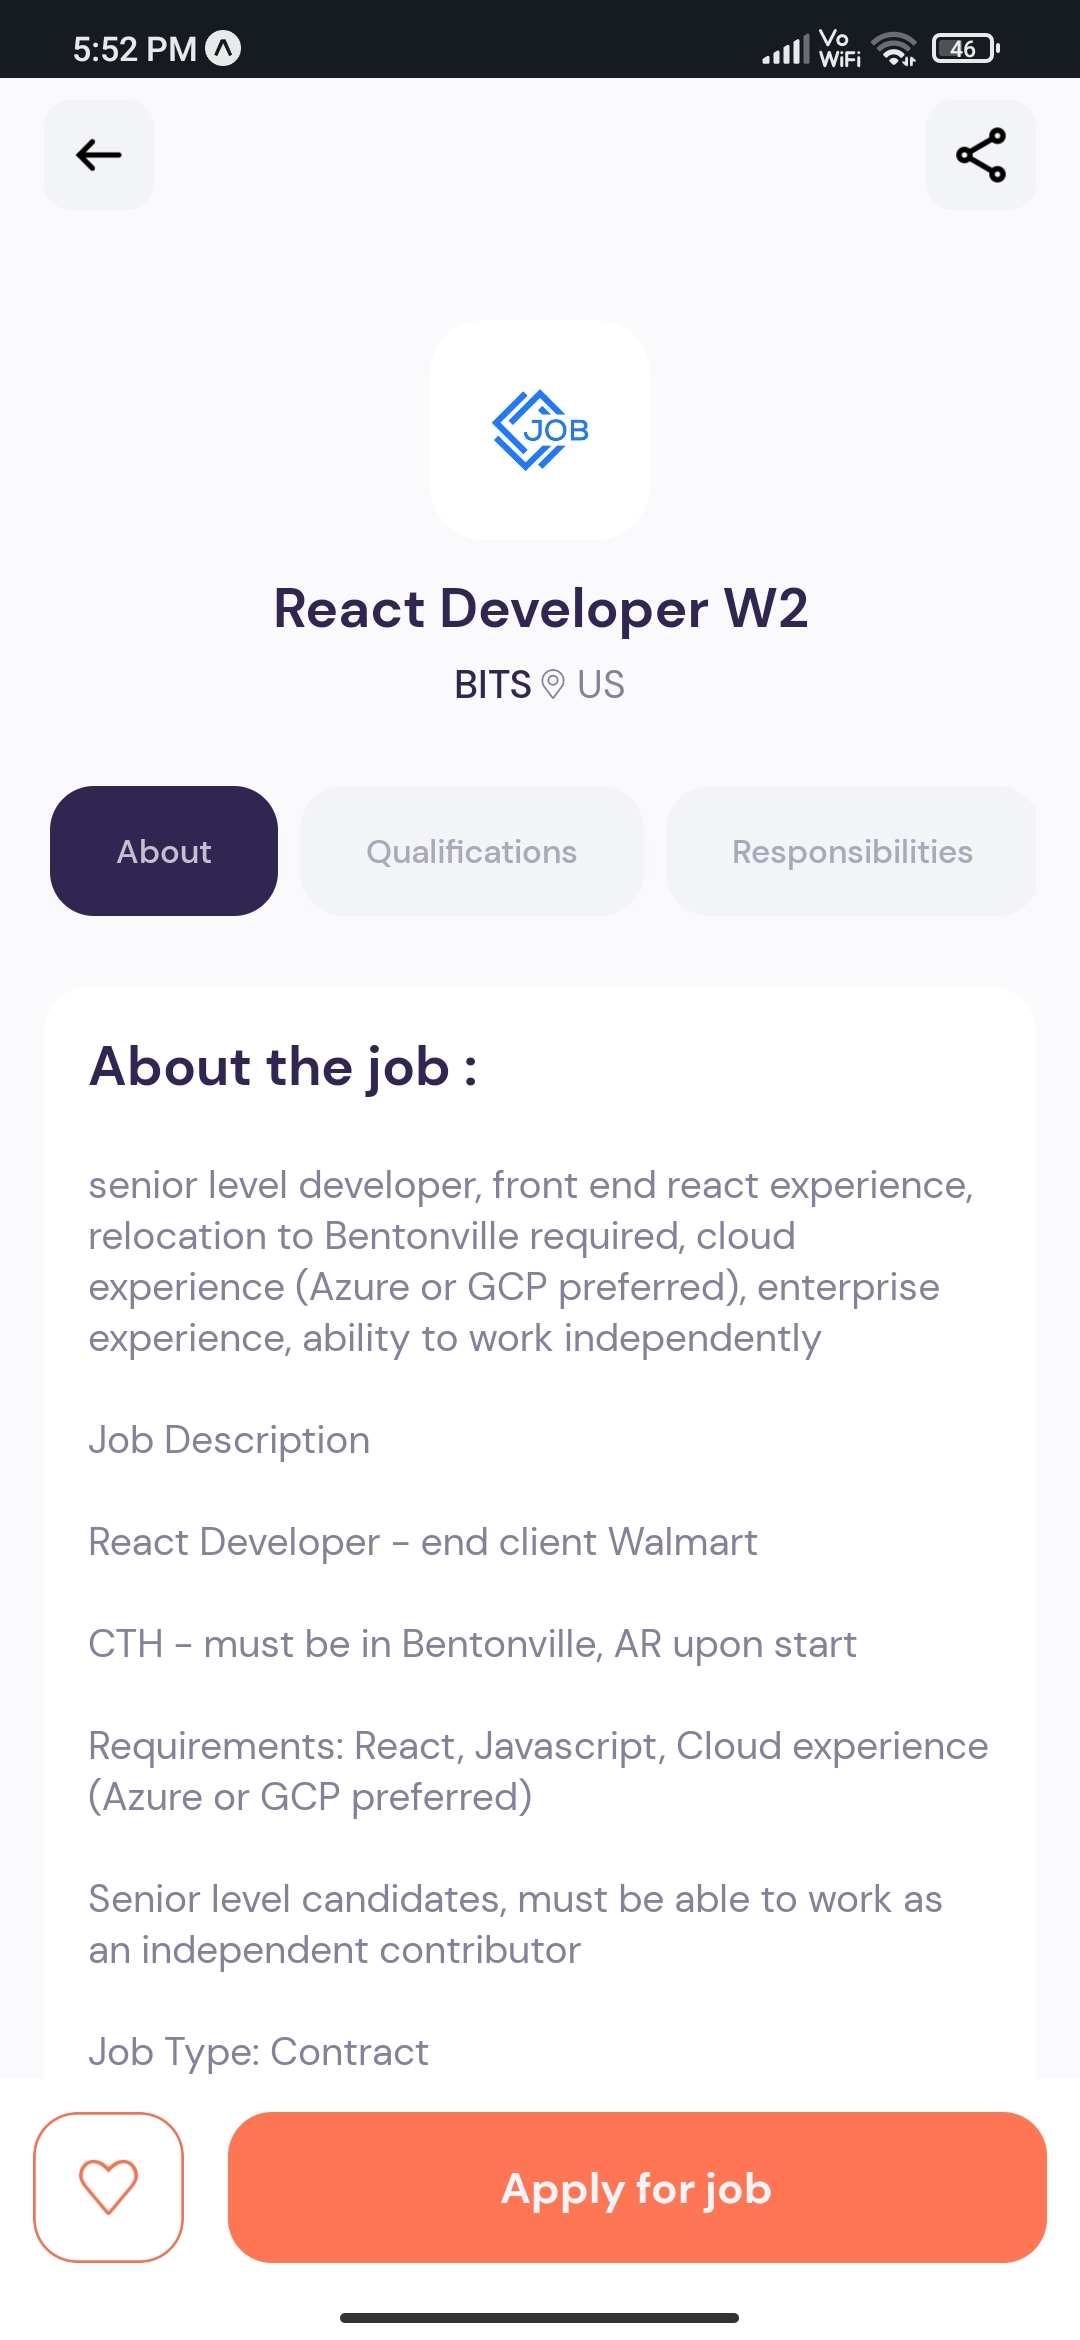 5:52 PM
Vo
WiFi
46
JOB
React Developer W2
BITS US
About
Qualifications
Responsibilities
About the job :
senior level developer, front end react experience,
relocation to Bentonville required, cloud
experience (Azure or GCP preferred), enterprise
experience, ability to work independently
Job Description
React Developer - end client Walmart
CTH - must be in Bentonville, AR upon start
Requirements: React, Javascript, Cloud experience
(Azure or GCP preferred)
Senior level candidates, must be able to work as
an independent contributor
Job Type: Contract
Apply for job